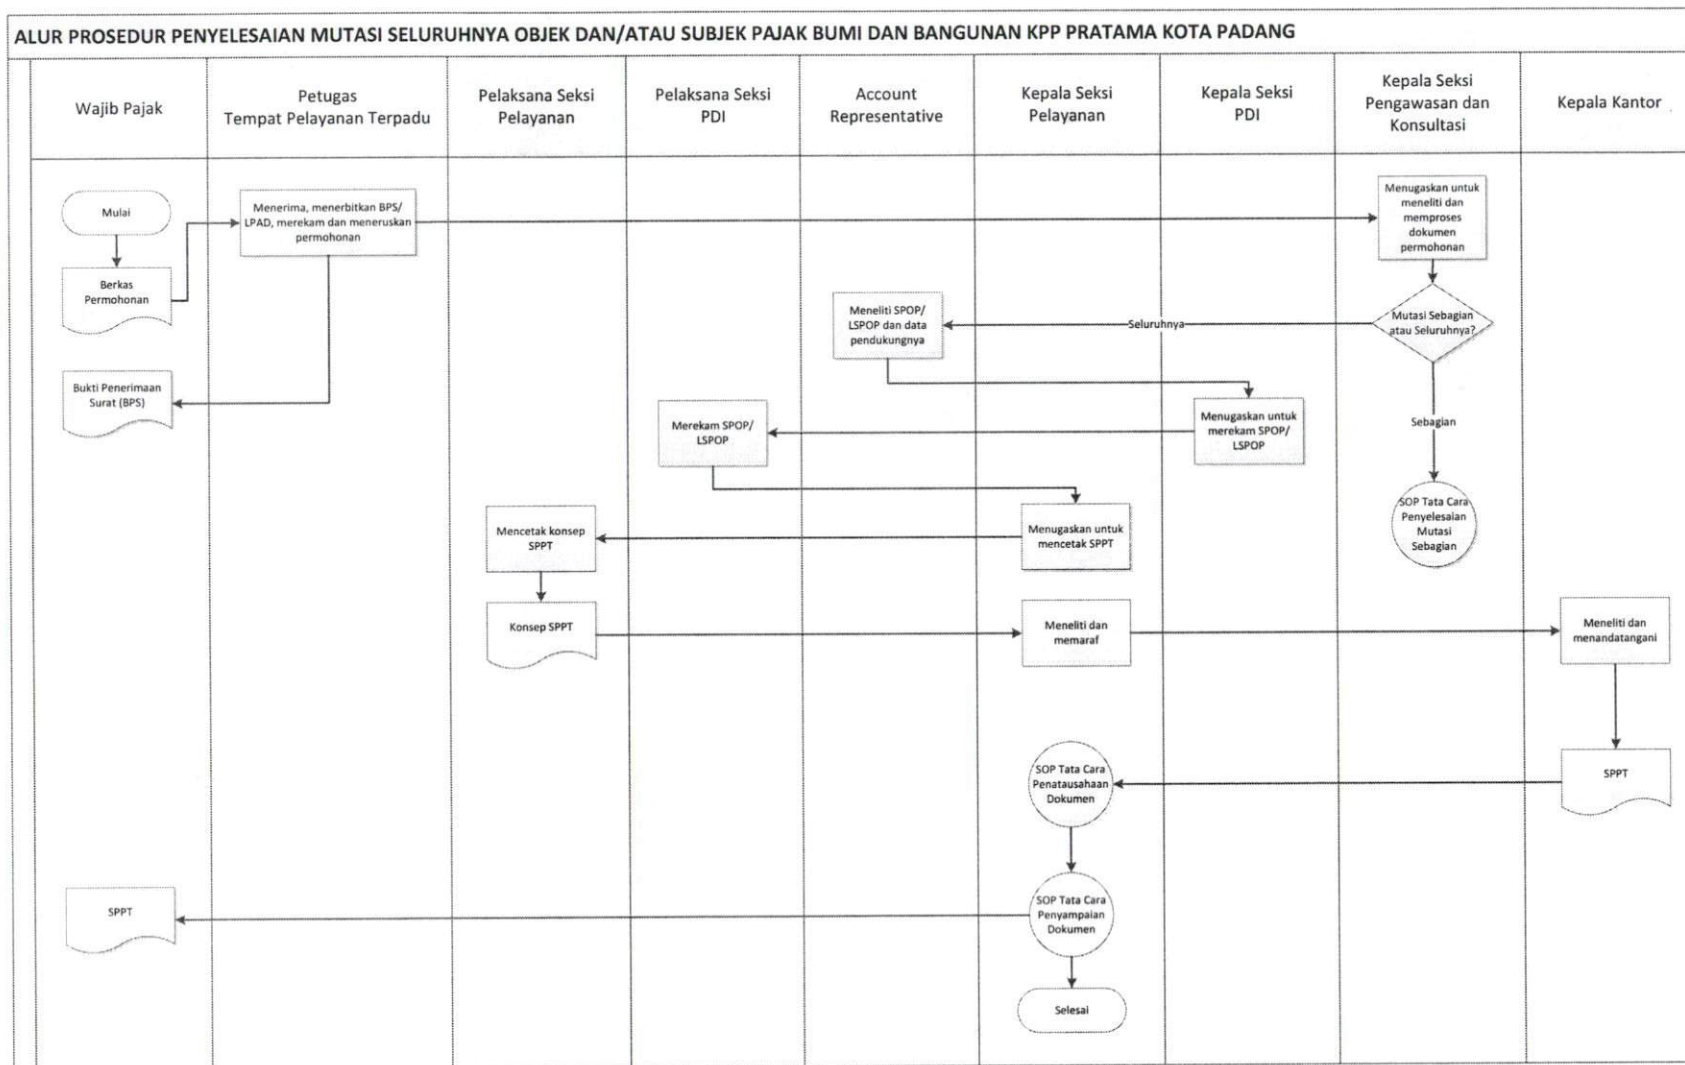 ALUR PROSEDUR PENYELESAIAN MUTASI SELURUHNYA OBJEK DAN/ATAU SUBJEK PAJAK BUMI DAN BANGUNAN KPP PRATAMA KOTA PADANG
Wajib Pajak
Petugas
Tempat Pelayanan Terpadu
Pelaksana Seksi
Pelayanan
Pelaksana Seksi
PDI
Account
Representative
Kepala Seksi
Pelayanan
Kepala Seksi
PDI
Kepala Seksi
Pengawasan dan
Konsultasi
Kepala Kantor
Mulai
Berkas
Permohonan
Menerima, menerbitkan BPS/
LPAD, merekam dan meneruskan
permohonan
Menugaskan untuk
meneliti dan
memproses
dokumen
permohonan
Mutasi Sebagian
atau Seluruhnya?
Seluruhnya
Meneliti SPOP/
LSPOP dan data
pendukungnya
Bukti Penerimaan
Surat (BPS)
Sebagian
Menugaskan untuk
merekam SPOP/
LSPOP
Merekam SPOP/
LSPOP
SOP Tata Cara
Penyelesaian
Mutasi
Sebagian
Menugaskan untuk
mencetak SPPT
Mencetak konsep
SPPT
Konsep SPPT
Meneliti dan
memaraf
Meneliti dan
menandatangani
SPPT
SOP Tata Cara
Penatausahaan
Dokumen
SOP Tata Cara
Penyampaian
Dokumen
SPPT
Selesai